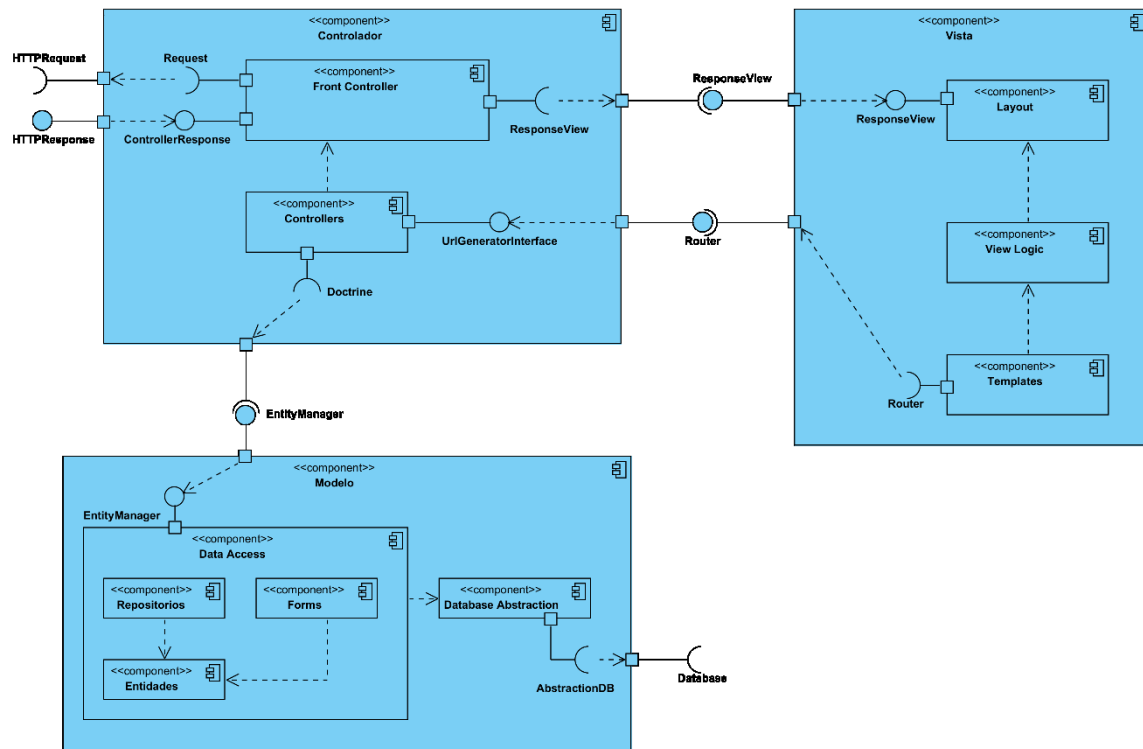 <<component>>
Controlador
HTTPRequest
Request
<<component>>
Front Controller
HTTPResponse
ControllerResponse
ResponseView
ResponseView
<<component>>
Controllers
UrlGeneratorInterface
Router
Doctrine
<<component>>
Vista
<<component>>
Layout
ResponseView
<<component>>
View Logic
<<component>>
Templates
Router
EntityManager
<<component>>
Modelo
EntityManager
<<component>>
Data Access
<<component>>
Repositorios
<<component>>
Forms
<<component>>
Database Abstraction
<<component>>
Entidades
AbstractionDB
Database